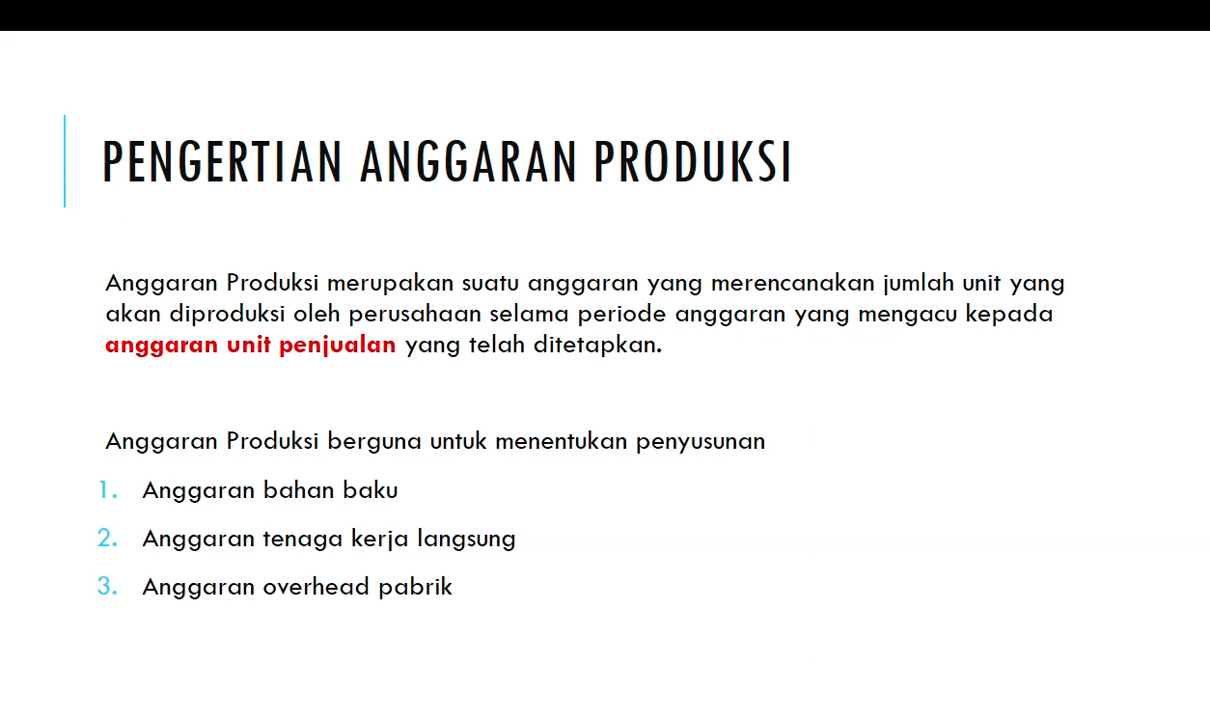 PENGERTIAN ANGGARAN PRODUKSI
Anggaran Produksi merupakan suatu anggaran yang merencanakan jumlah unit yang
akan diproduksi oleh perusahaan selama periode anggaran yang mengacu kepada
anggaran unit penjualan yang telah ditetapkan.
Anggaran Produksi berguna untuk menentukan penyusunan
1. Anggaran bahan baku
2. Anggaran tenaga kerja langsung
3. Anggaran overhead pabrik